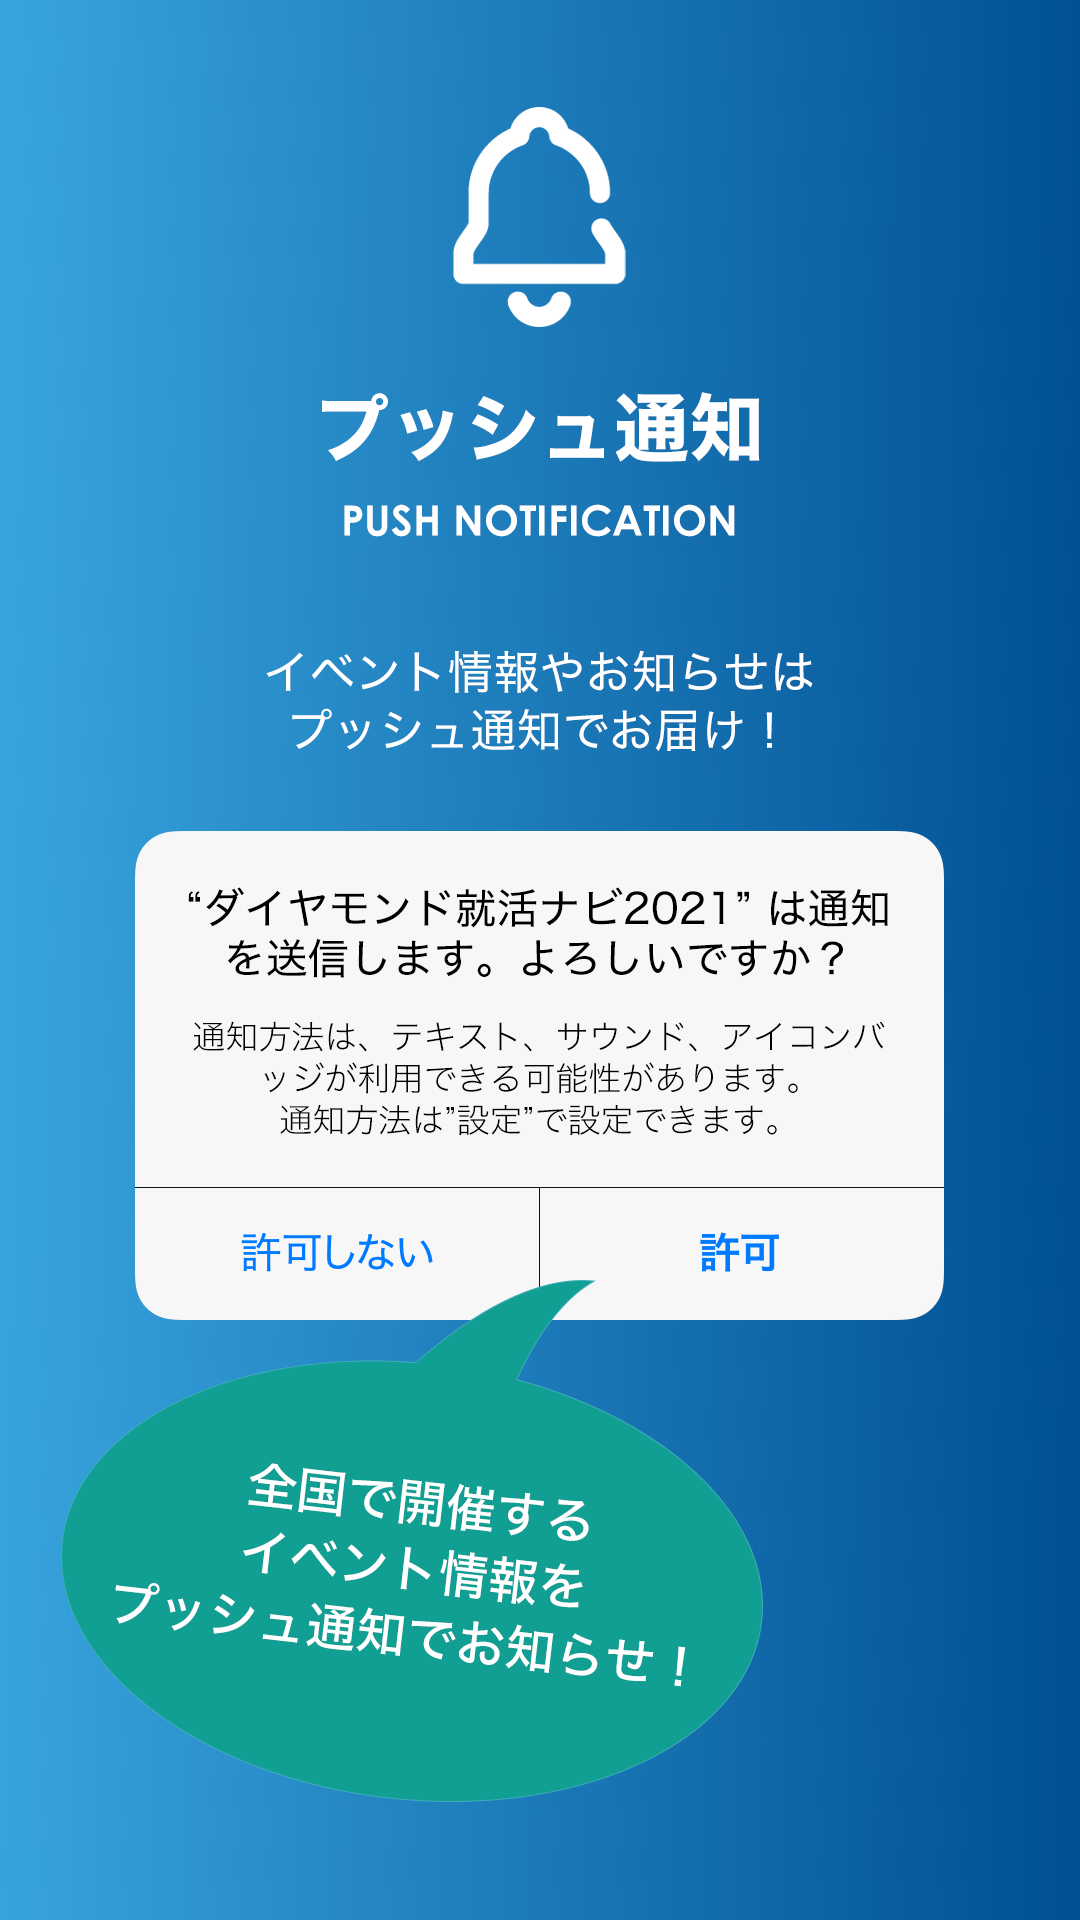 プッシュ通知
PUSH NOTIFICATION
イベント情報やお知らせは
プッシュ通知でお届け！
“ダイヤモンド就活ナビ2021” は通知
を送信します。よろしいですか？
通知方法は、テキスト、サウンド、アイコンバ
ッジが利用できる可能性があります。
通知方法は”設定”で設定できます。
許可しない
許可
全国で開催する
イベント情報を
プッシュ通知でお知らせ！